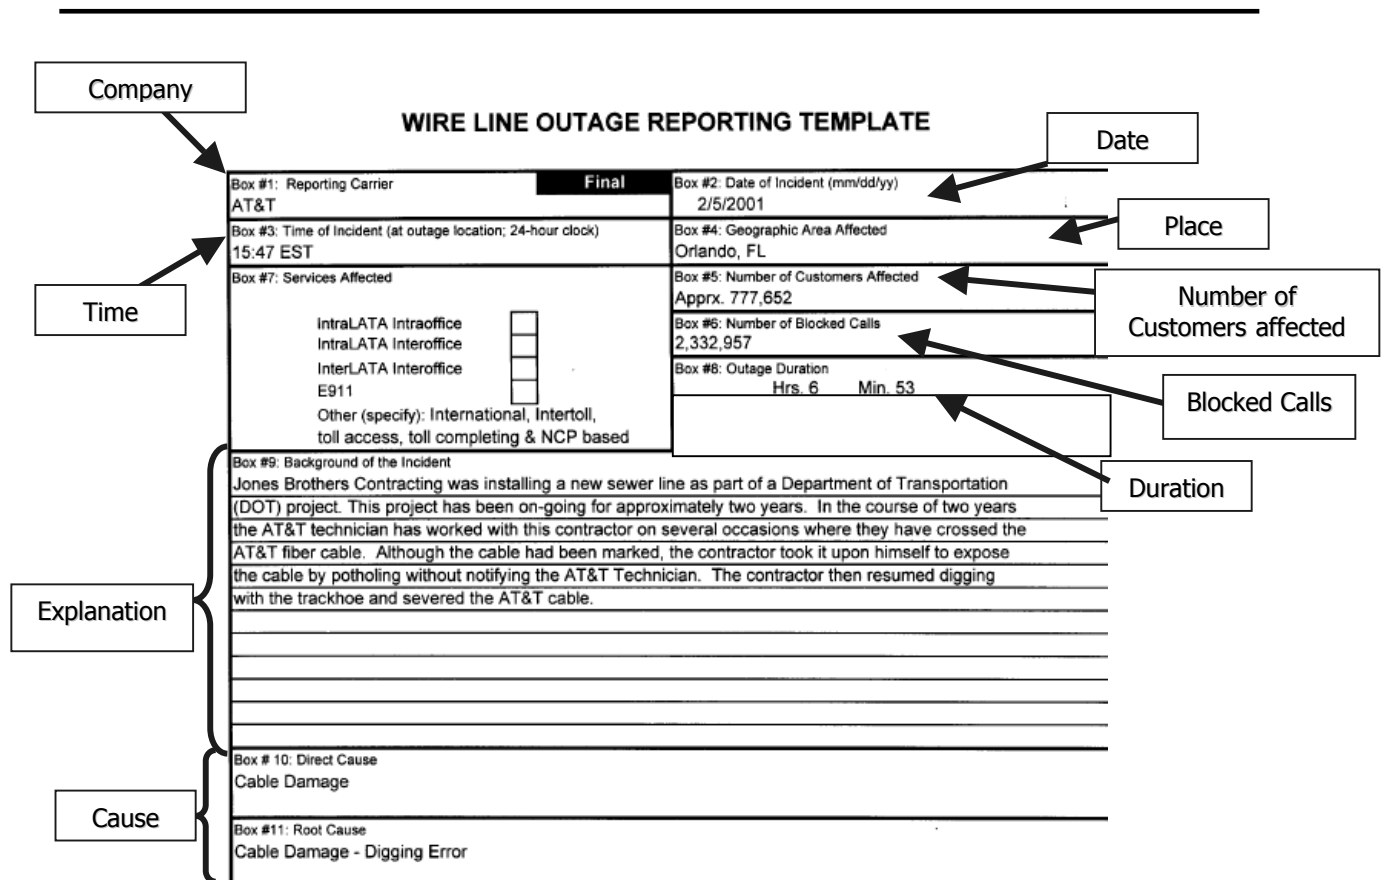 Company
WIRE LINE OUTAGE REPORTING TEMPLATE
Date
Box #1: Reporting Carrier
Final
AT&T
Box #2: Date of Incident (mm/dd/yy)
2/5/2001
Place
Box #3: Time of Incident (at outage location; 24-hour clock)
15:47 EST
Box #4: Geographic Area Affected
Orlando, FL
Time
Box #7: Services Affected
IntraLATA Intraoffice
IntraLATA Interoffice
InterLATA Interoffice
E911
Other (specify): International, Intertoll,
toll access, toll completing & NCP based
Box #5: Number of Customers Affected
Apprx. 777,652
Number of
Customers affected
Box #6: Number of Blocked Calls
2,332,957
Blocked Calls
Box #8: Outage Duration
Hrs. 6 Min. 53
Duration
Box #9: Background of the Incident
Jones Brothers Contracting was installing a new sewer line as part of a Department of Transportation
(DOT) project. This project has been on-going for approximately two years. In the course of two years
the AT&T technician has worked with this contractor on several occasions where they have crossed the
AT&T fiber cable. Although the cable had been marked, the contractor took it upon himself to expose
the cable by potholing without notifying the AT&T Technician. The contractor then resumed digging
with the trackhoe and severed the AT&T cable.
Explanation
Box # 10: Direct Cause
Cable Damage
Cause
Box #11: Root Cause
Cable Damage - Digging Error